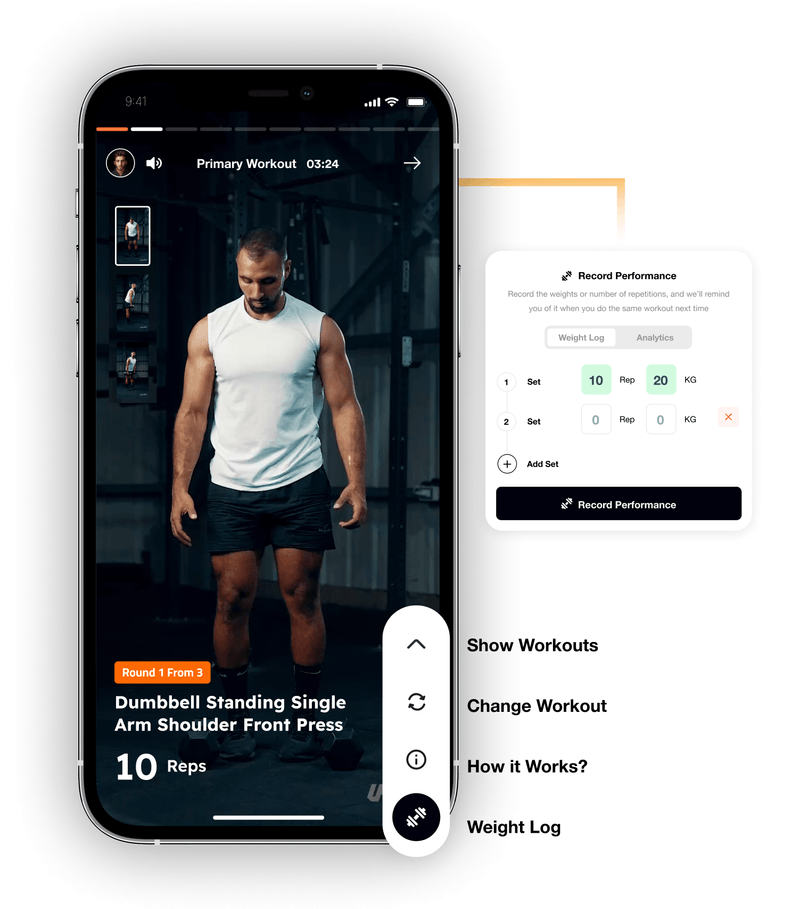 9:41
Primary Workout 03:24
Round 1 From 3
Dumbbell Standing Single
Arm Shoulder Front Press
10 Reps
Record Performance
Record the weights or number of repetitions, and we'll remind
you of it when you do the same workout next time
Weight Log Analytics
1 Set 10 Rep 20 KG
2 Set 0 Rep 0 KG
Add Set
Record Performance
Show Workouts
Change Workout
How it Works?
Weight Log